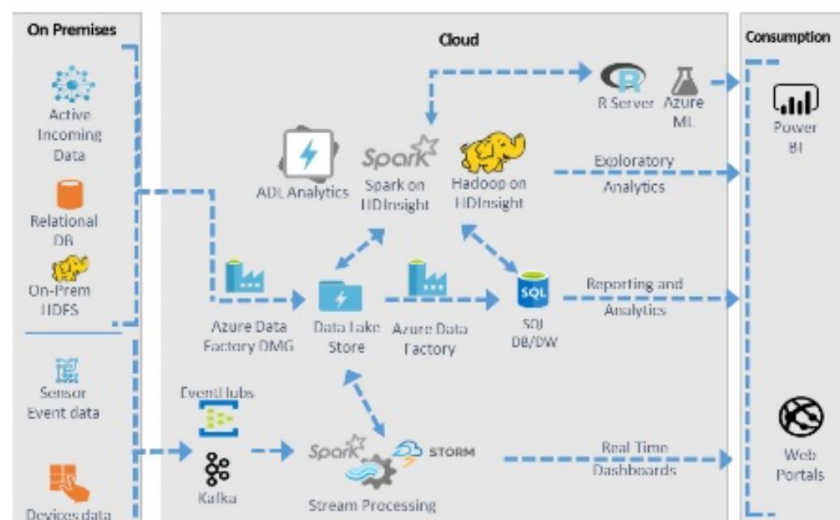 On Premises
Active
Incoming
Data
Relational
DB
On-Prem
HDFS
Sensor
Event data
Devices data
Cloud
R
R Server
Azure
ML
ADL Analytics
Spark
Spark on
HDInsight
Hadoop on
HDInsight
Exploratory
Analytics
Azure Data
Factory DMG
Data Lake
Store
Azure Data
Factory
SQL
SQL
DB/DW
Reporting and
Analytics
EventHubs
Kafka
Spark
STORM
Stream Processing
Real Time
Dashboards
Consumption
Power
BI
Web
Portals